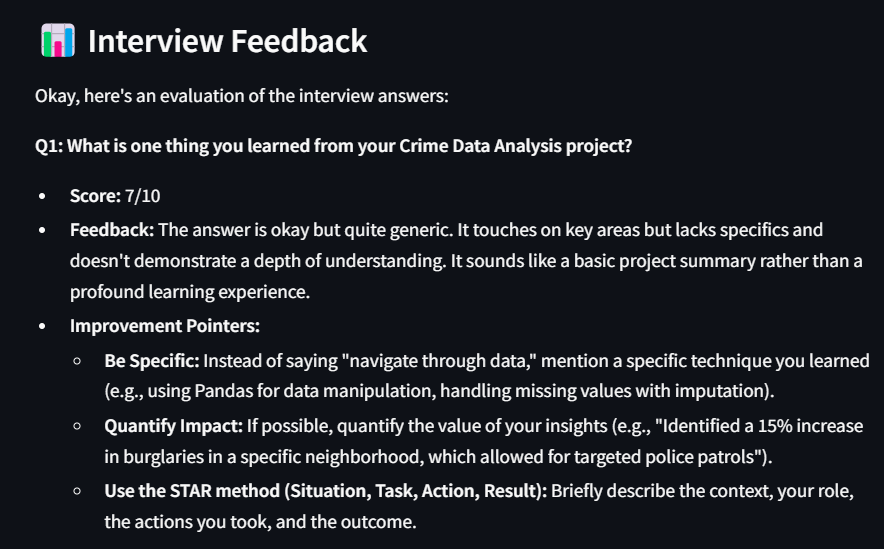 Interview Feedback
Okay, here's an evaluation of the interview answers:
Q1: What is one thing you learned from your Crime Data Analysis project?
• Score: 7/10
• Feedback: The answer is okay but quite generic. It touches on key areas but lacks specifics and
doesn't demonstrate a depth of understanding. It sounds like a basic project summary rather than a
profound learning experience.
• Improvement Pointers:
◦ Be Specific: Instead of saying "navigate through data," mention a specific technique you learned
(e.g., using Pandas for data manipulation, handling missing values with imputation).
◦ Quantify Impact: If possible, quantify the value of your insights (e.g., "Identified a 15% increase
in burglaries in a specific neighborhood, which allowed for targeted police patrols").
◦ Use the STAR method (Situation, Task, Action, Result): Briefly describe the context, your role,
the actions you took, and the outcome.